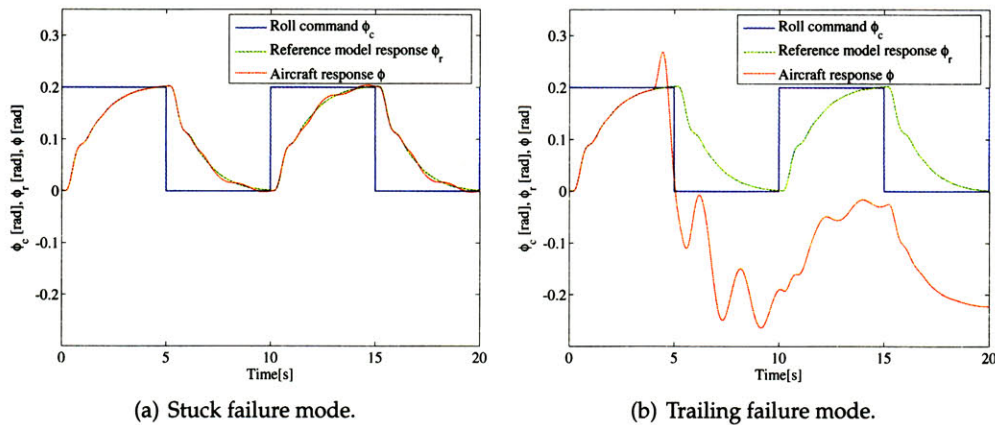 Roll command ϕc
Reference model response ϕr
Aircraft response ϕ
0.3
0.2
0.1
0
-0.1
-0.2
ϕc [rad], ϕr [rad], ϕ [rad]
0 5 10 15 20
Time[s]
(a) Stuck failure mode.
Roll command ϕc
Reference model response ϕr
Aircraft response ϕ
0.3
0.2
0.1
0
-0.1
-0.2
ϕc [rad], ϕr [rad], ϕ [rad]
0 5 10 15 20
Time[s]
(b) Trailing failure mode.